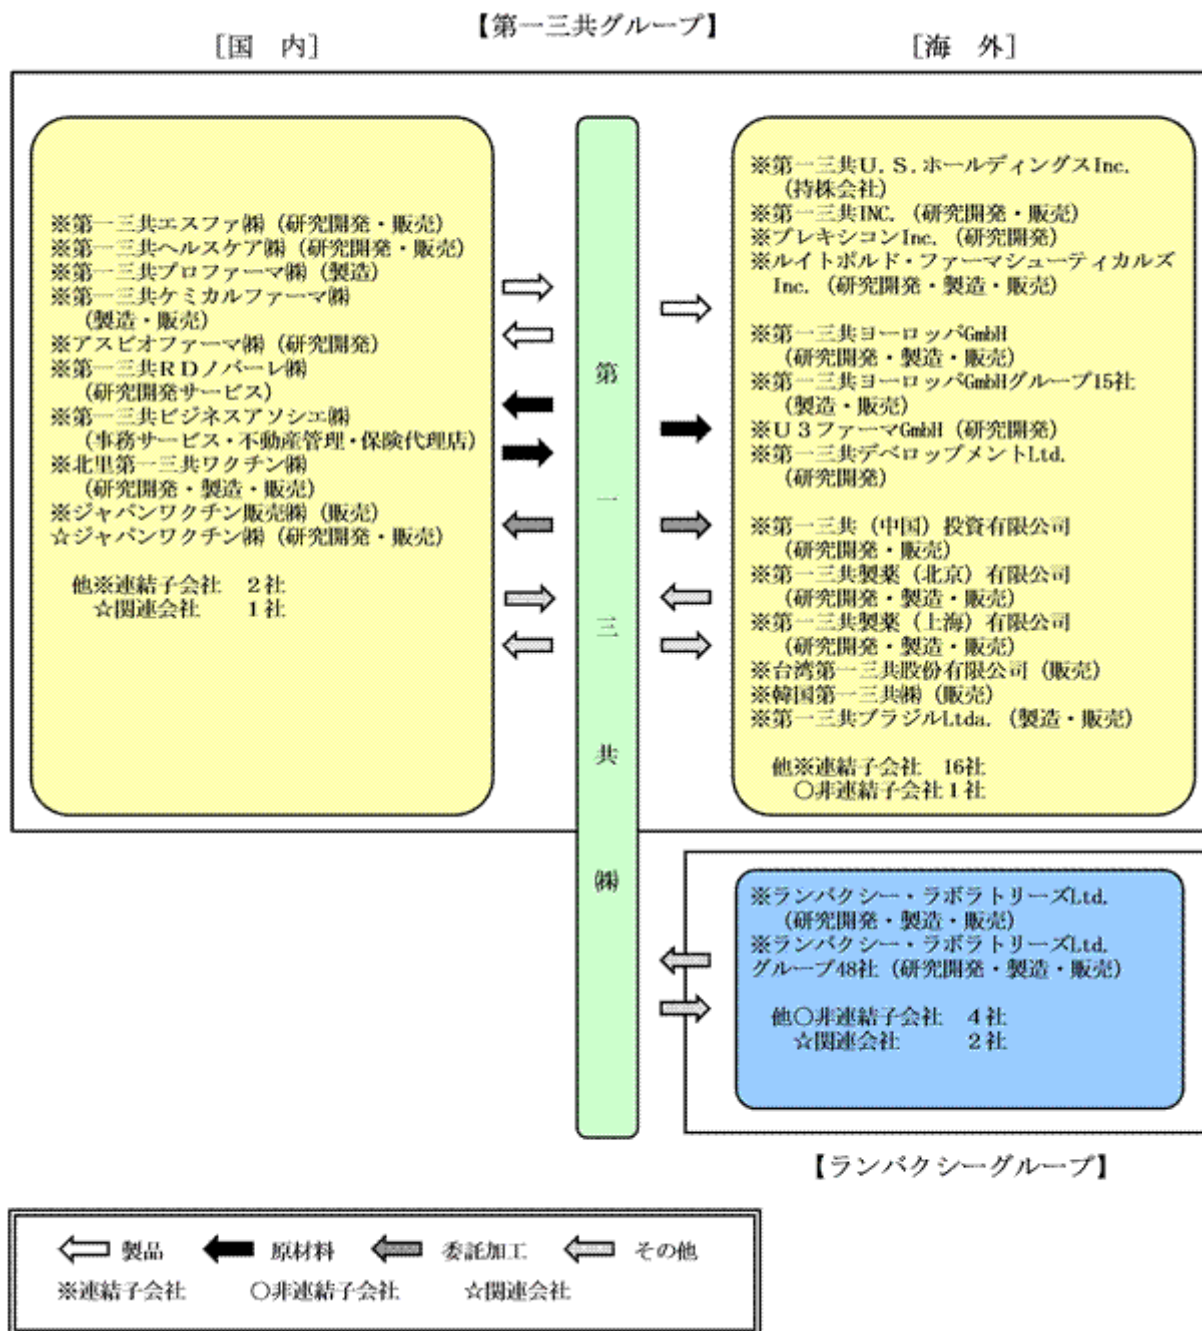 【第一三共グループ】
［国　内］
［海　外］
※第一三共エスファ㈱（研究開発・販売）
※第一三共ヘルスケア㈱（研究開発・販売）
※第一三共プロファーマ㈱（製造）
※第一三共ケミカルファーマ㈱
（製造・販売）
※アスビオファーマ㈱（研究開発）
※第一三共ＲＤノバーレ㈱
（研究開発サービス）
※第一三共ビジネスアソシエ㈱
（事務サービス・不動産管理・保険代理店）
※北里第一三共ワクチン㈱
（研究開発・製造・販売）
※ジャパンワクチン販売㈱（販売）
☆ジャパンワクチン㈱（研究開発・販売）
他※連結子会社　２社
☆関連会社　１社
第一三共㈱
※第一三共Ｕ．Ｓ．ホールディングスInc.
（持株会社）
※第一三共INC.（研究開発・販売）
※プレキシコンInc.（研究開発）
※ルイトポルド・ファーマシューティカルズ
Inc.（研究開発・製造・販売）
※第一三共ヨーロッパGmbH
（研究開発・製造・販売）
※第一三共ヨーロッパGmbHグループ15社
（製造・販売）
※Ｕ３ファーマGmbH（研究開発）
※第一三共デベロップメントLtd.
（研究開発）
※第一三共（中国）投資有限公司
（研究開発・販売）
※第一三共製薬（北京）有限公司
（研究開発・製造・販売）
※第一三共製薬（上海）有限公司
（研究開発・製造・販売）
※台湾第一三共股份有限公司（販売）
※韓国第一三共㈱（販売）
※第一三共ブラジルLtda.（製造・販売）
他※連結子会社　16社
○非連結子会社１社
※ランバクシー・ラボラトリーズLtd.
（研究開発・製造・販売）
※ランバクシー・ラボラトリーズLtd.
グループ48社（研究開発・製造・販売）
他○非連結子会社　４社
☆関連会社　２社
【ランバクシーグループ】
製品　原材料　委託加工　その他
※連結子会社　○非連結子会社　☆関連会社